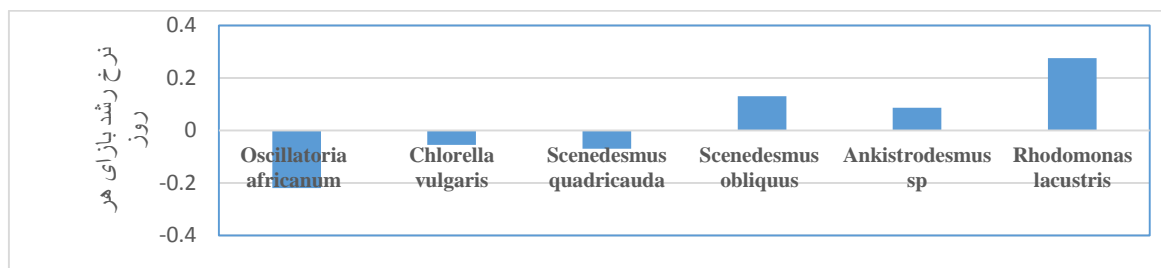 نرخ رشد بازای هر
روز
0.4
0.2
0
-0.2
-0.4
Oscillatoria
africanum
Chlorella
vulgaris
Scenedesmus
quadricauda
Scenedesmus
obliquus
Ankistrodesmus
sp
Rhodomonas
lacustris